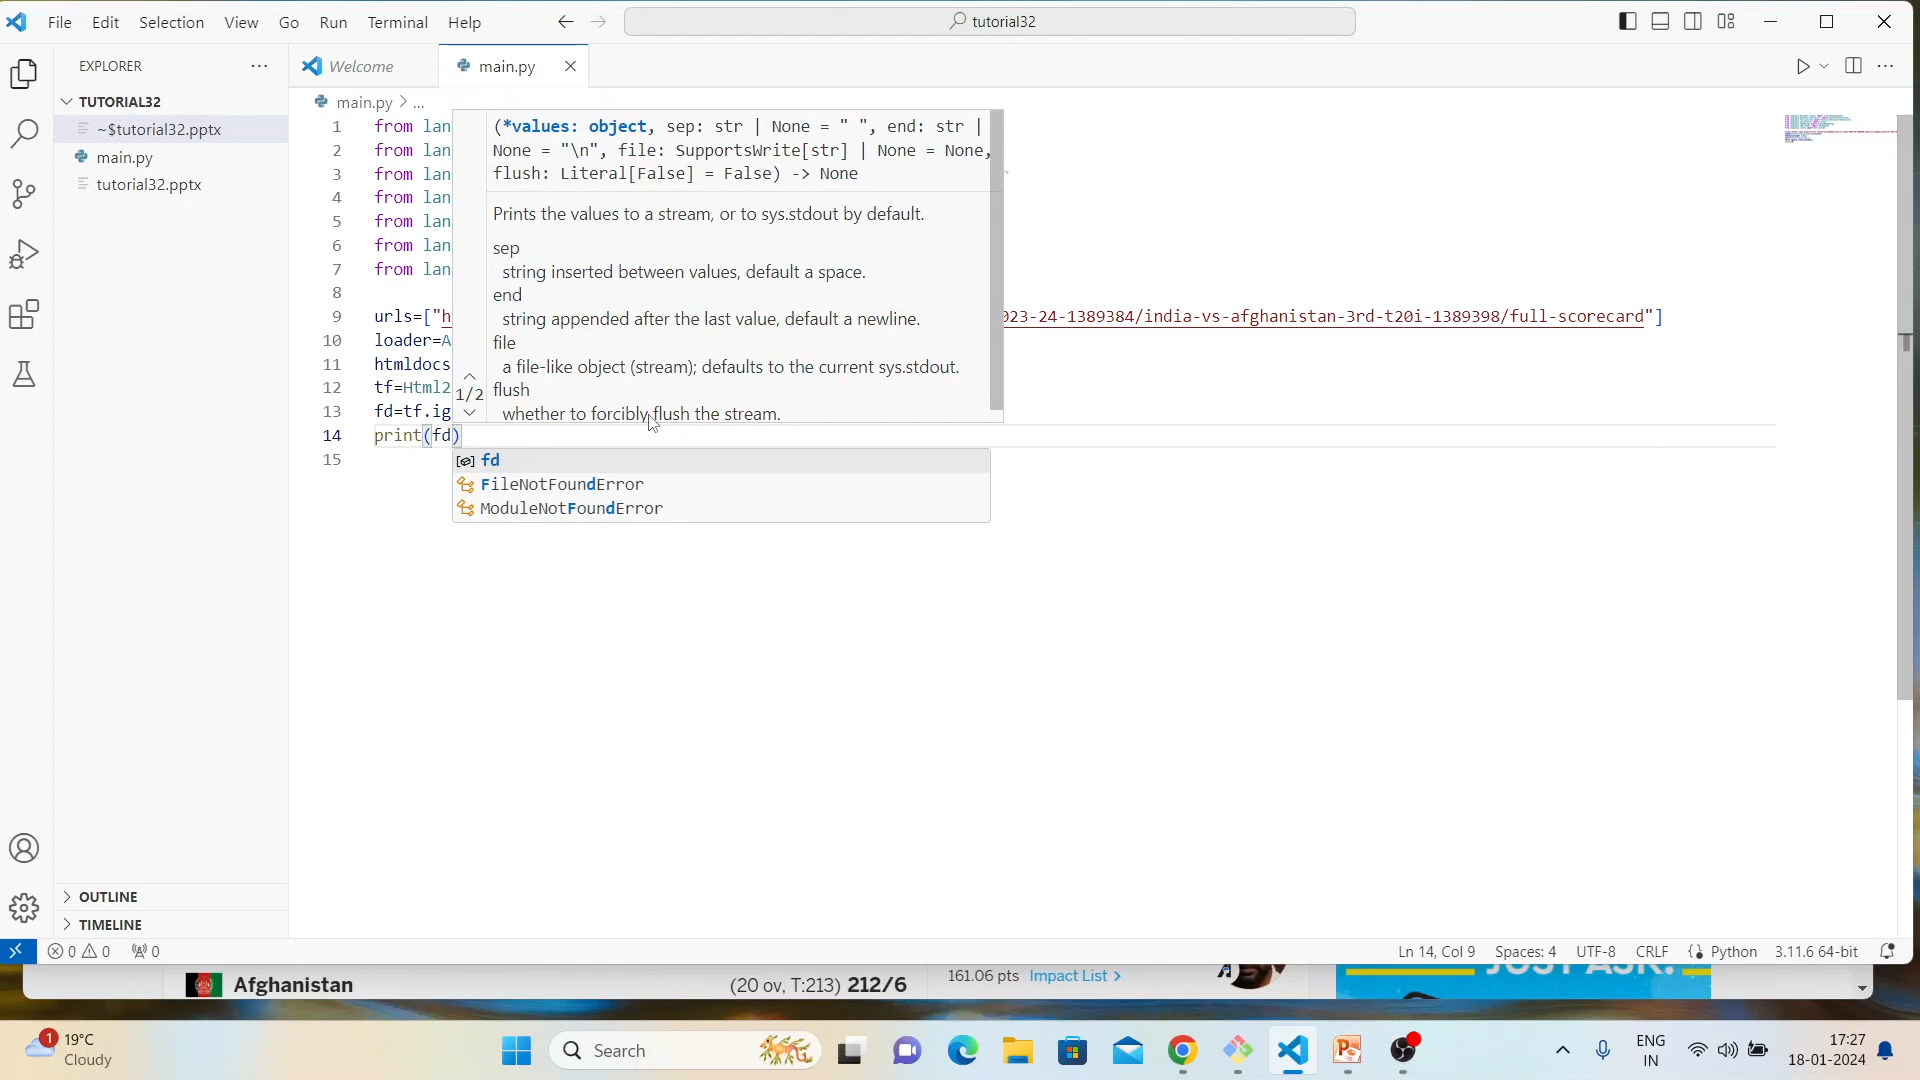 File Edit Selection View Go Run Terminal Help
tutorial32
EXPLORER
Welcome
main.py
TUTORIAL32
~$tutorial32.pptx
main.py
tutorial32.pptx
main.py > ...
1 from lan
2 from lan
3 from lan
4 from lan
5 from lan
6 from lan
7 from lan
8
9 urls=["h 023-24-1389384/india-vs-afghanistan-3rd-t20i-1389398/full-scorecard"]
10 loader=A
11 htmldocs
12 tf=Html2
13 fd=tf.ig
14 print(fd)
15
(*values: object, sep: str | None = " ", end: str |
None = "\n", file: SupportsWrite[str] | None = None,
flush: Literal[False] = False) -> None
Prints the values to a stream, or to sys.stdout by default.
sep
string inserted between values, default a space.
end
string appended after the last value, default a newline.
file
a file-like object (stream); defaults to the current sys.stdout.
flush
whether to forcibly flush the stream.
1/2
fd
FileNotFoundError
ModuleNotFoundError
OUTLINE
TIMELINE
0 0 0
Ln 14, Col 9 Spaces: 4 UTF-8 CRLF Python 3.11.6 64-bit
Afghanistan (20 ov, T:213) 212/6
161.06 pts Impact List >
JUST ASK.
1 19°C
Cloudy
Search
ENG
IN
17:27
18-01-2024